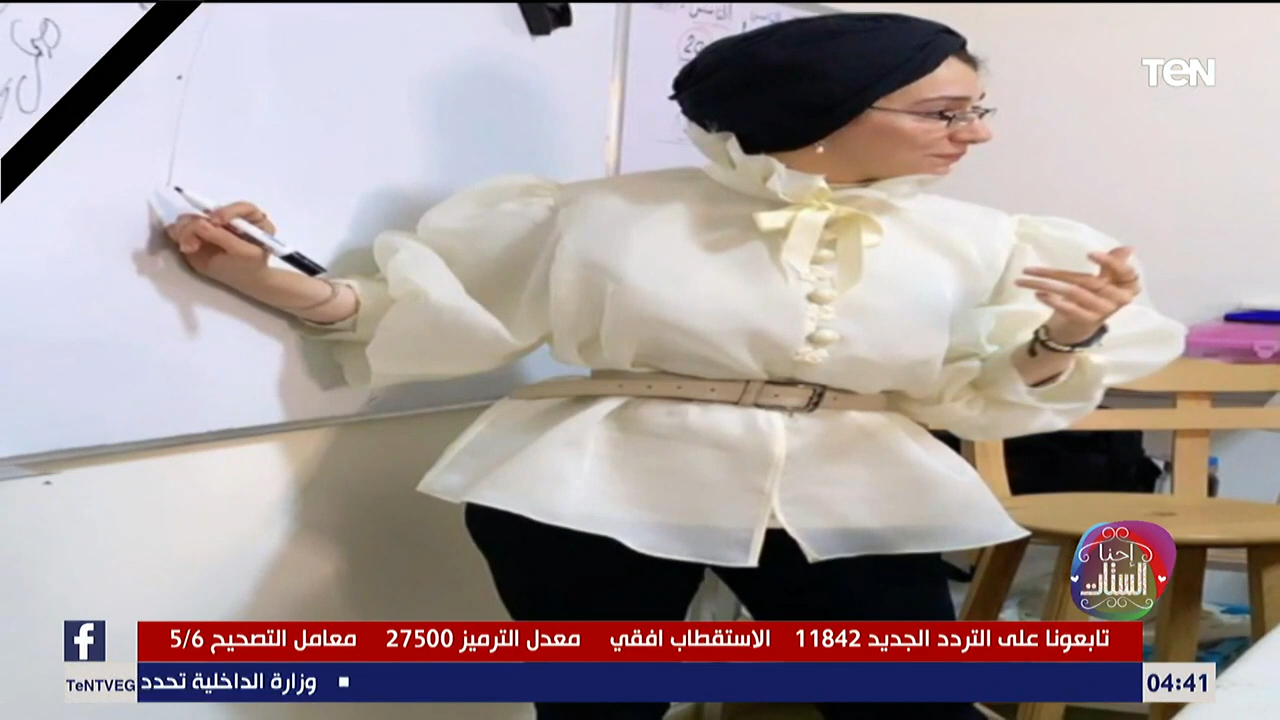 TEN
إحنا
الستات
تابعونا على التردد الجديد 11842 الاستقطاب افقي معدل الترميز 27500 معامل التصحيح 5/6
TeNTVEG
وزارة الداخلية تحدد
04:41